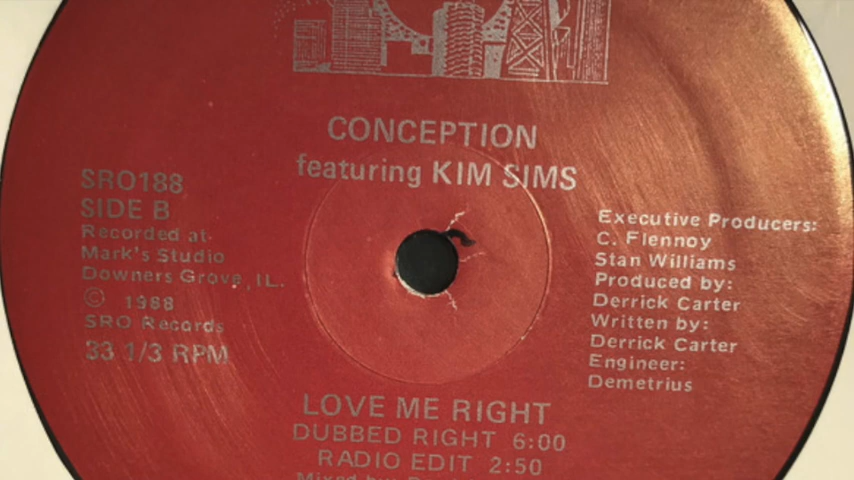 CONCEPTION
featuring KIM SIMS
SRO188
SIDE B
Recorded at
Mark's Studio
Downers Grove, IL.
© 1988
SRO Records
33 1/3 RPM
Executive Producers:
C. Flennoy
Stan Williams
Produced by:
Derrick Carter
Written by:
Derrick Carter
Engineer:
Demetrius
LOVE ME RIGHT
DUBBED RIGHT 6:00
RADIO EDIT 2:50
Mixed by: